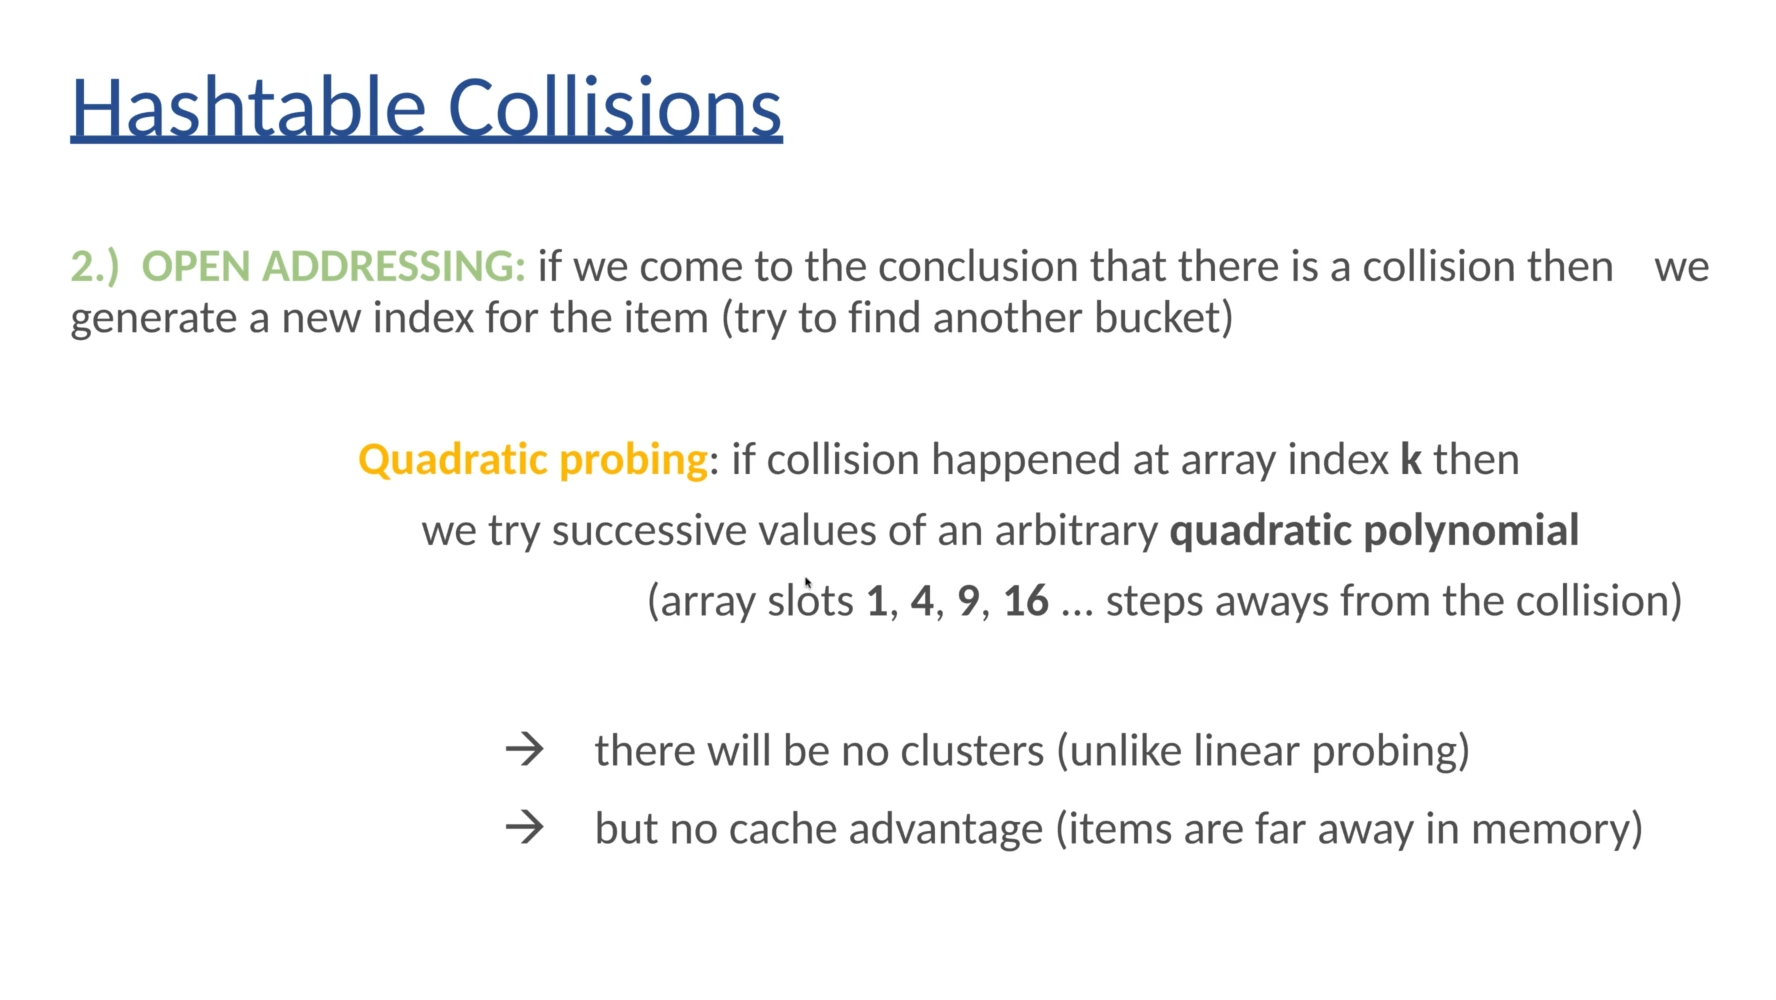 Hashtable Collisions
2.) OPEN ADDRESSING: if we come to the conclusion that there is a collision then we
generate a new index for the item (try to find another bucket)
Quadratic probing: if collision happened at array index k then
we try successive values of an arbitrary quadratic polynomial
(array slots 1, 4, 9, 16 ... steps aways from the collision)
→ there will be no clusters (unlike linear probing)
→ but no cache advantage (items are far away in memory)